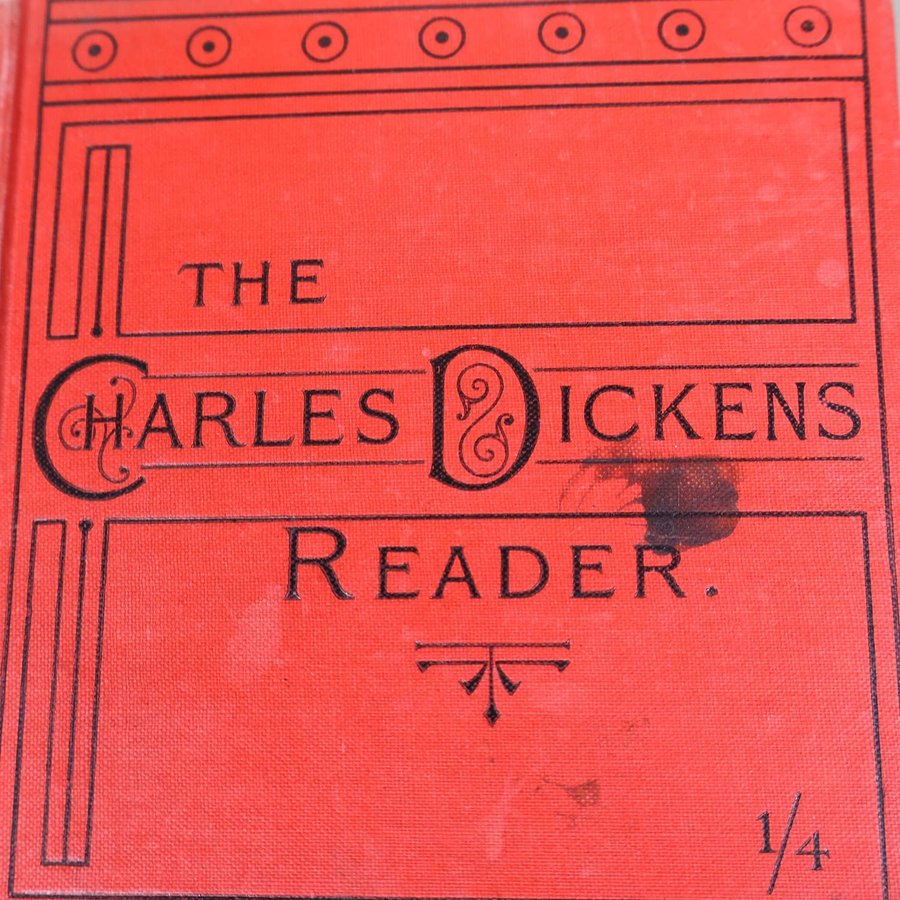 THE
CHARLES DICKENS
READER.
1/4